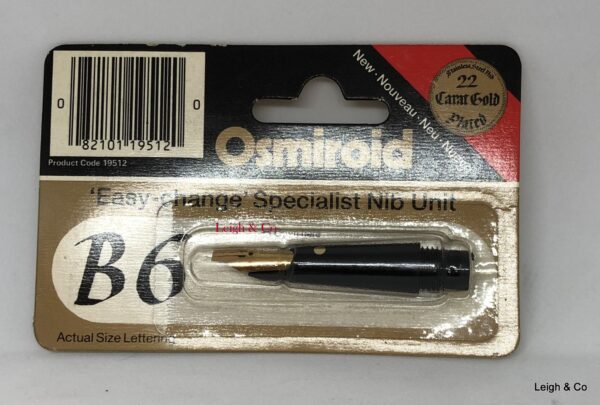 0 0
82101 19512
Product Code 19512
New · Nouveau · Neu · Nuevo
Stainless Steel Nib
22
Carat Gold
Plated
Osmiroid
'Easy-change' Specialist Nib Unit
Leigh & Co
B6
Actual Size Lettering
Leigh & Co